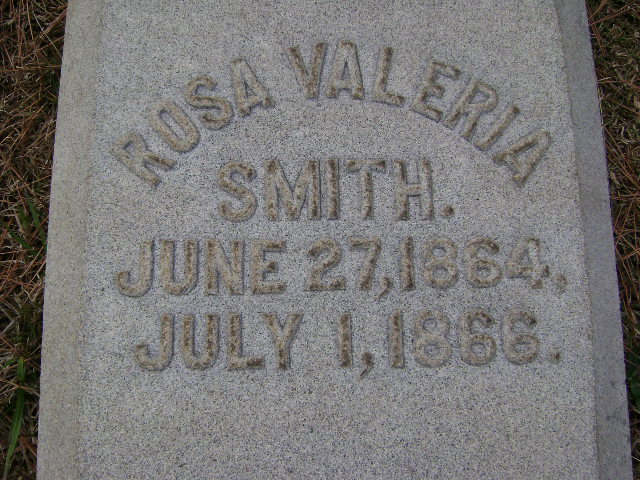 ROSA VALERIA
SMITH.
JUNE 27, 1864,
JULY 1, 1866.